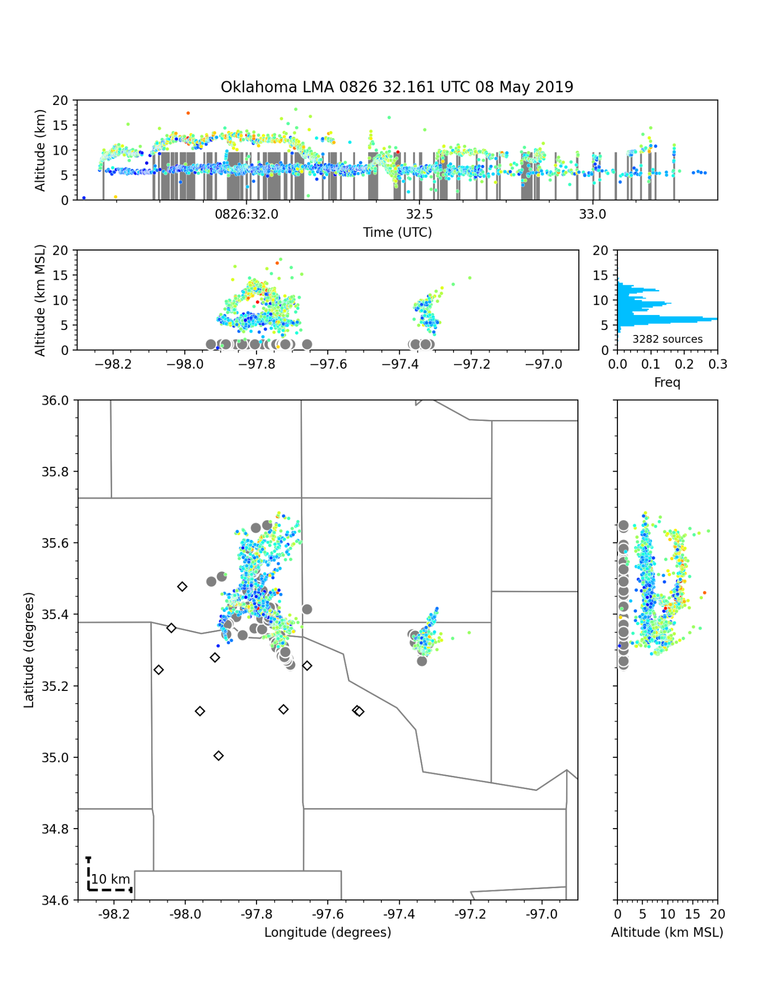 Oklahoma LMA 0826 32.161 UTC 08 May 2019
20
15
10
5
0
Altitude (km)
0826:32.0 32.5 33.0
Time (UTC)
20
15
10
5
0
Altitude (km MSL)
−98.2 −98.0 −97.8 −97.6 −97.4 −97.2 −97.0
20
15
10
5
0
3282 sources
0.0 0.1 0.2 0.3
Freq
36.0
35.8
35.6
35.4
35.2
35.0
34.8
34.6
Latitude (degrees)
10 km
-98.2 -98.0 -97.8 -97.6 -97.4 -97.2 -97.0
Longitude (degrees)
0 5 10 15 20
Altitude (km MSL)